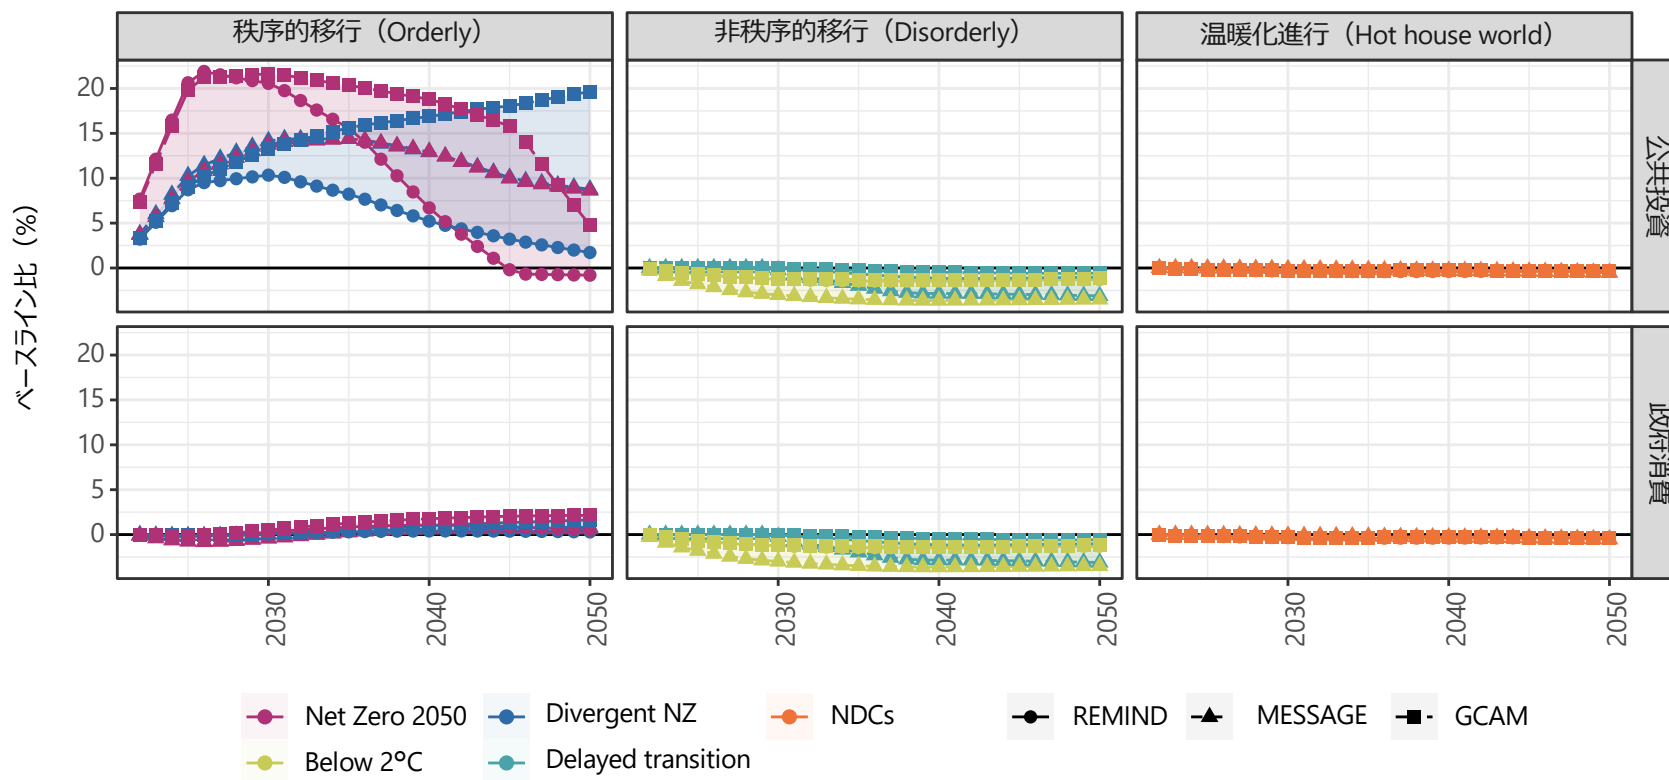 秩序的移行（Orderly）
非秩序的移行（Disorderly）
温暖化進行（Hot house world）
ベースライン比（%）
20
15
10
5
0
公共投資
20
15
10
5
0
政府消費
2030
2040
2050
2030
2040
2050
2030
2040
2050
Net Zero 2050
Divergent NZ
NDCs
REMIND
MESSAGE
GCAM
Below 2°C
Delayed transition